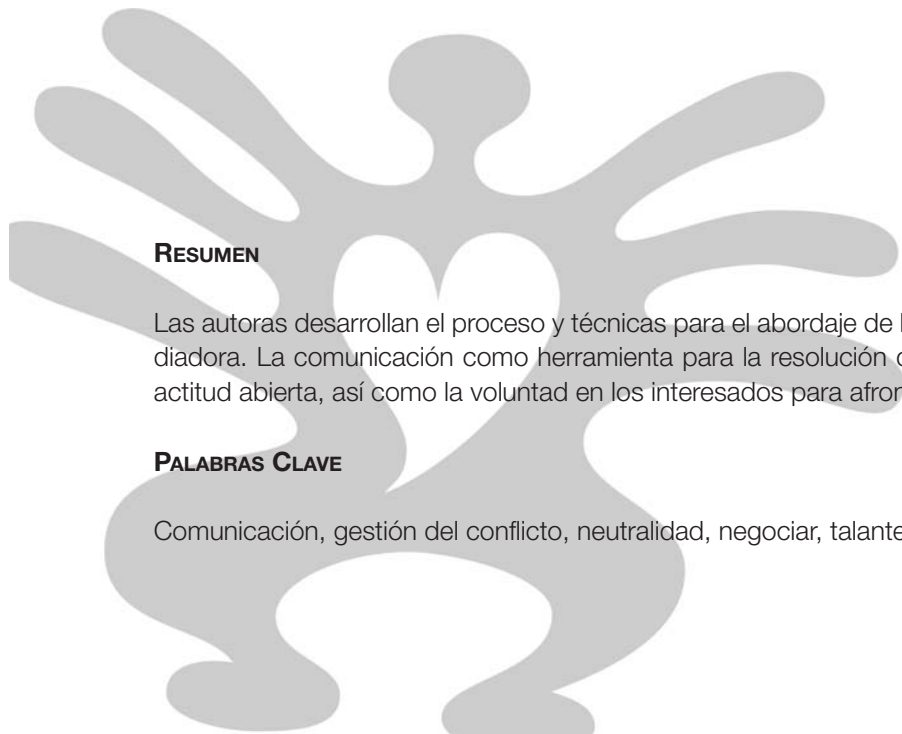 RESUMEN
Las autoras desarrollan el proceso y técnicas para el abordaje de
diadora. La comunicación como herramienta para la resolución
actitud abierta, así como la voluntad en los interesados para
PALABRAS CLAVE
Comunicación, gestión del conflicto, neutralidad, negociar, talante